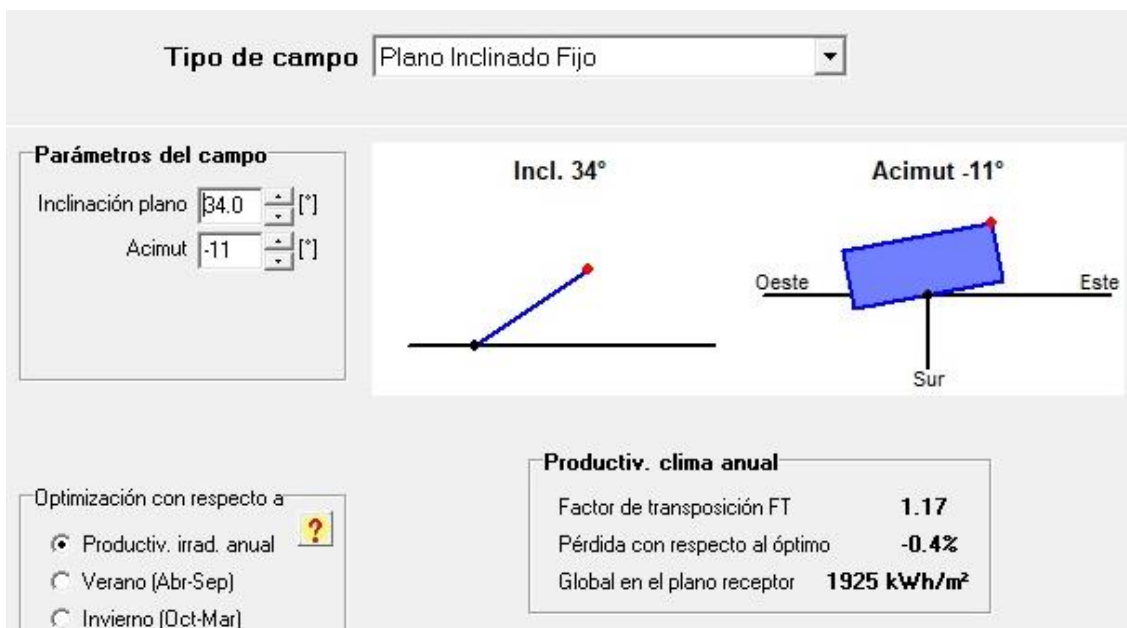 Tipo de campo Plano Inclinado Fijo
Parámetros del campo
Inclinación plano 34.0 [°]
Acimut -11 [°]
Incl. 34°
Acimut -11°
Oeste
Este
Sur
Optimización con respecto a
?
Productiv. irrad. anual
Verano (Abr-Sep)
Invierno (Oct-Mar)
Productiv. clima anual
Factor de transposición FT 1.17
Pérdida con respecto al óptimo -0.4%
Global en el plano receptor 1925 kWh/m²